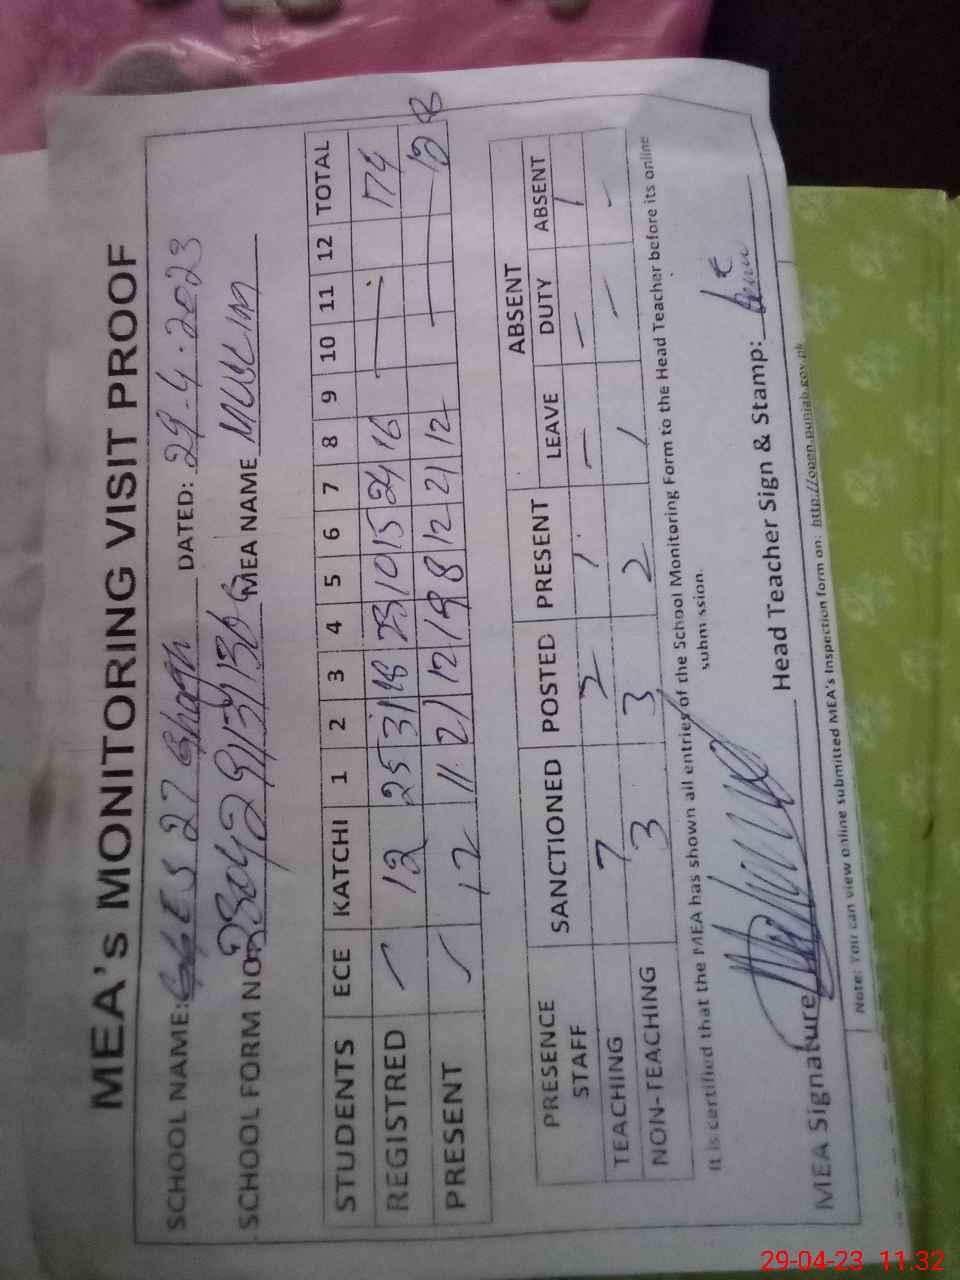 MEA's MONITORING VISIT PROOF
SCHOOL NAME: GGES 27 DATED: 29-4-2023
SCHOOL FORM NO. MEA NAME MUSLIM
STUDENTS ECE KATCHI 1 2 3 4 5 6 7 8 9 10 11 12 TOTAL
REGISTRED — 12 25 31 18 23 10 15 24 16 — 174
PRESENT — 12 11 21 12 19 8 12 21 12 — 128
PRESENCE STAFF SANCTIONED POSTED PRESENT ABSENT
LEAVE DUTY ABSENT
TEACHING 7 2 1 — — 1
NON-TEACHING 3 3 2 1 — —
It is certified that the MEA has shown all entries of the School Monitoring Form to the Head Teacher before its online
submission.
MEA Signature Head Teacher Sign & Stamp:
Note: You can view online submitted MEA's Inspection form on: http://open.punjab.gov.pk
29-04-23 11:32